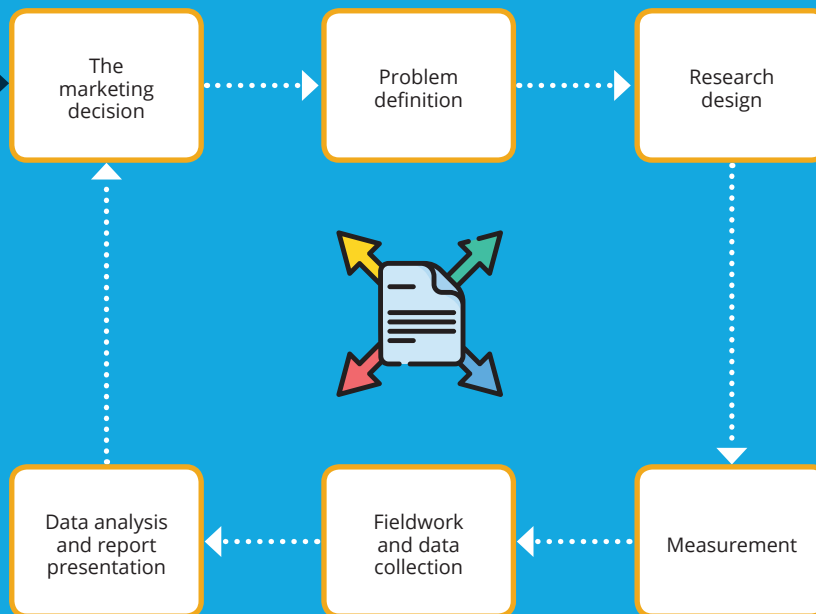 The
marketing
decision
Problem
definition
Research
design
Measurement
Fieldwork
and data
collection
Data analysis
and report
presentation